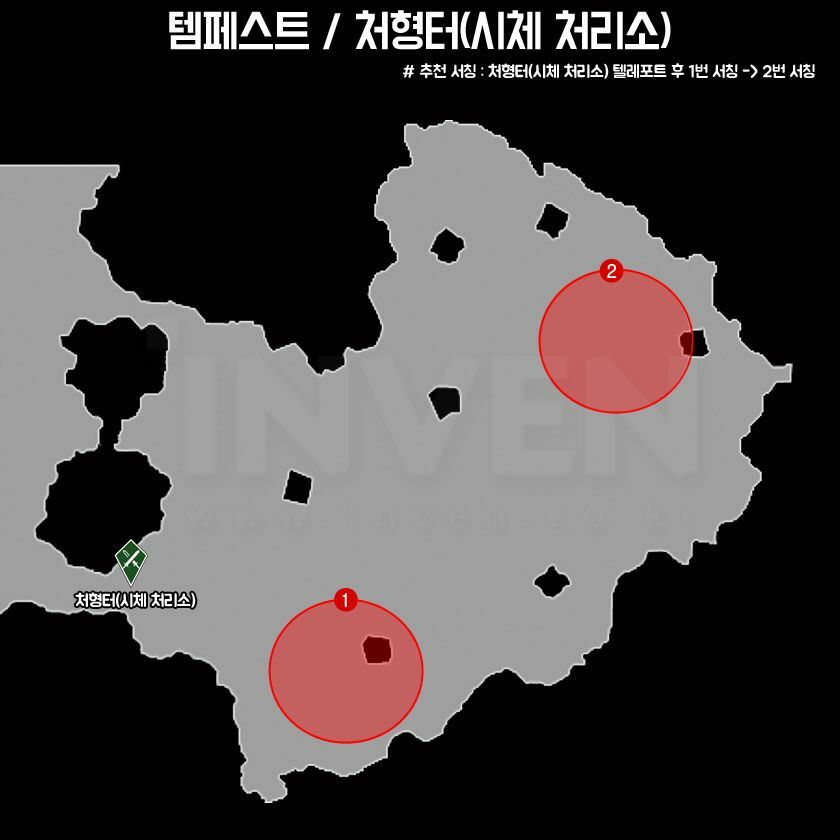 템페스트 / 처형터(시체 처리소)
# 추천 서칭 : 처형터(시체 처리소) 텔레포트 후 1번 서칭 -> 2번 서칭
2
INVEN
www.inven.co.kr
처형터(시체 처리소)
1